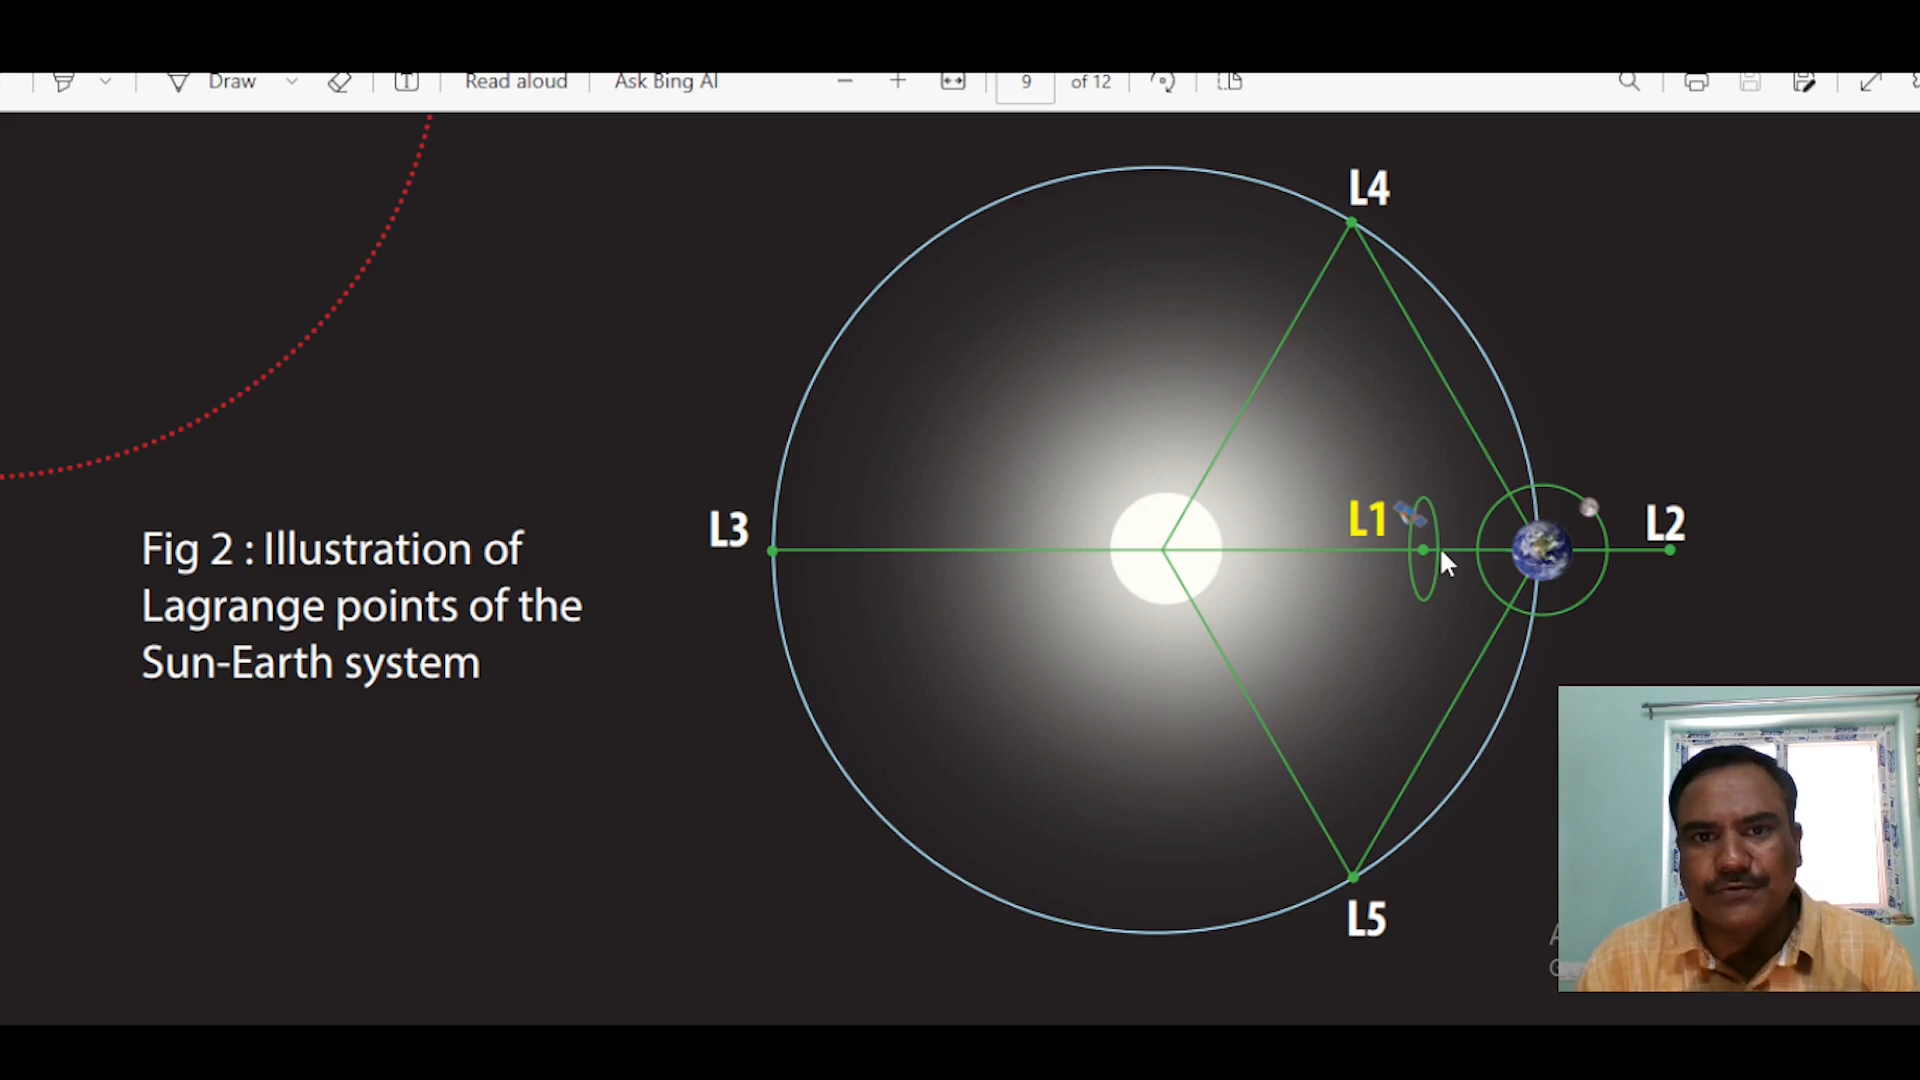 Draw
Read aloud
Ask Bing AI
9
of 12
L4
L3
L1
L2
Fig 2 : Illustration of
Lagrange points of the
Sun-Earth system
L5